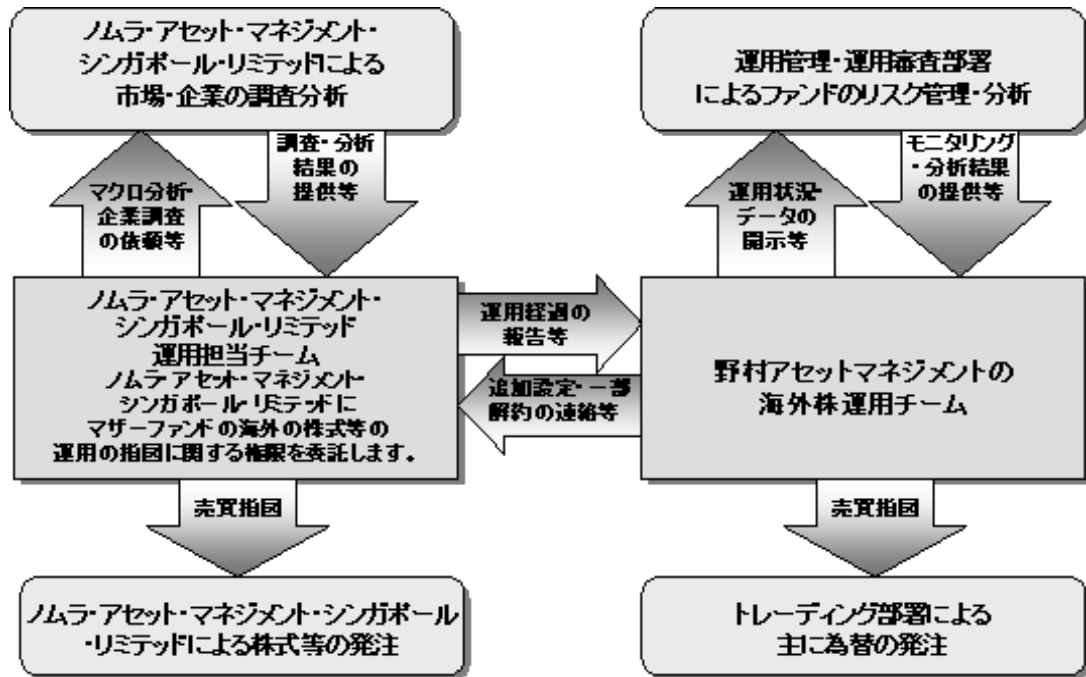 ノムラ・アセット・マネジメント・
シンガポール・リミテッドによる
市場・企業の調査分析
運用管理・運用審査部署
によるファンドのリスク管理・分析
マクロ分析・
企業調査
の依頼等
調査・分析
結果の
提供等
運用状況・
データの
開示等
モニタリング
・分析結果
の提供等
ノムラ・アセット・マネジメント・
シンガポール・リミテッド
運用担当チーム
ノムラ・アセット・マネジメント・
シンガポール・リミテッドに
マザーファンドの海外の株式等の
運用の指図に関する権限を委託します。
運用経過の
報告等
追加設定・一部
解約の連絡等
野村アセットマネジメントの
海外株運用チーム
売買指図
売買指図
ノムラ・アセット・マネジメント・シンガポール
・リミテッドによる株式等の発注
トレーディング部署による
主に為替の発注